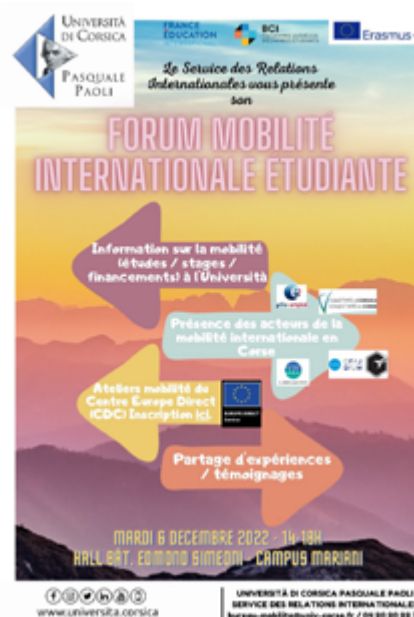 UNIVERSITÀ
DI CORSICA
PASQUALE
PAOLI
FRANCE
ÉDUCATION
BCI
Erasmus+
Le Service des Relations
Internationales vous présente
son
FORUM MOBILITÉ
INTERNATIONALE ETUDIANTE
Information sur la mobilité
(études / stages /
financements) à l'Université
Présence des acteurs de la
mobilité internationale en
Corse
Ateliers mobilité du
Centre Europe Direct
(CDC) Inscription ici.
Partage d'expériences
/ témoignages
MARDI 6 DECEMBRE 2022 - 14-18H
HALL BÂT. EDMOND SIMEONI - CAMPUS MARIANI
www.universita.corsica
UNIVERSITÀ DI CORSICA PASQUALE PAOLI
SERVICE DES RELATIONS INTERNATIONALES